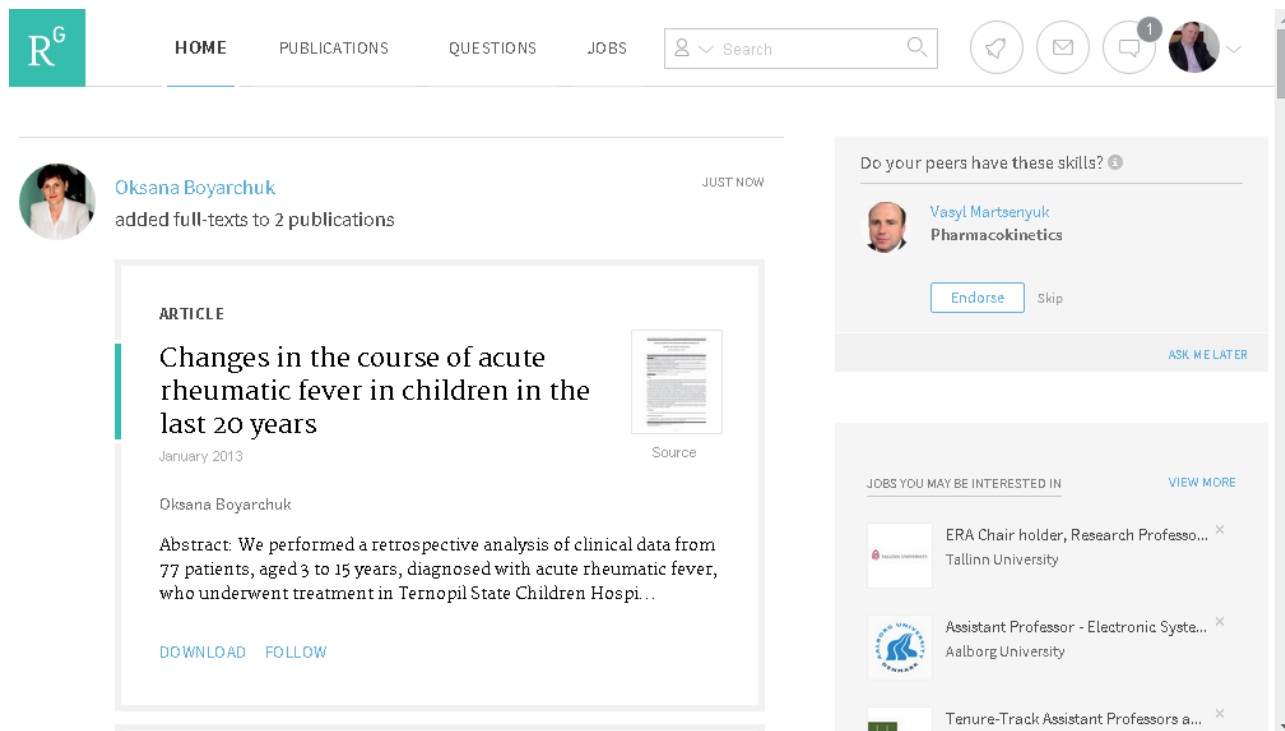 RG
HOME PUBLICATIONS QUESTIONS JOBS Search 1
Oksana Boyarchuk JUST NOW
added full-texts to 2 publications
ARTICLE
Changes in the course of acute
rheumatic fever in children in the
last 20 years
January 2013
Source
Oksana Boyarchuk
Abstract: We performed a retrospective analysis of clinical data from
77 patients, aged 3 to 15 years, diagnosed with acute rheumatic fever,
who underwent treatment in Ternopil State Children Hospi...
DOWNLOAD FOLLOW
Do your peers have these skills?
Vasyl Martsenyuk
Pharmacokinetics
Endorse Skip
ASK ME LATER
JOBS YOU MAY BE INTERESTED IN VIEW MORE
ERA Chair holder, Research Professo...
TALLINN UNIVERSITY
Tallinn University
Assistant Professor - Electronic Syste...
AALBORG UNIVERSITY
DENMARK
Aalborg University
Tenure-Track Assistant Professors a...